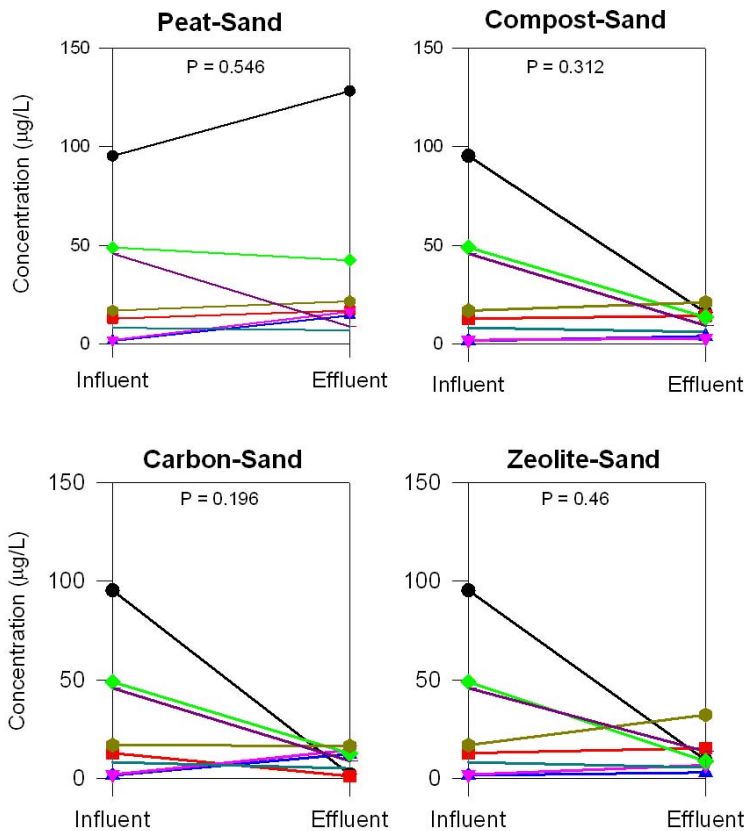 Peat-Sand
Compost-Sand
Concentration (µg/L)
150
100
50
0
P = 0.546
Influent
Effluent
150
100
50
0
P = 0.312
Influent
Effluent
Carbon-Sand
Zeolite-Sand
Concentration (µg/L)
150
100
50
0
P = 0.196
Influent
Effluent
150
100
50
0
P = 0.46
Influent
Effluent